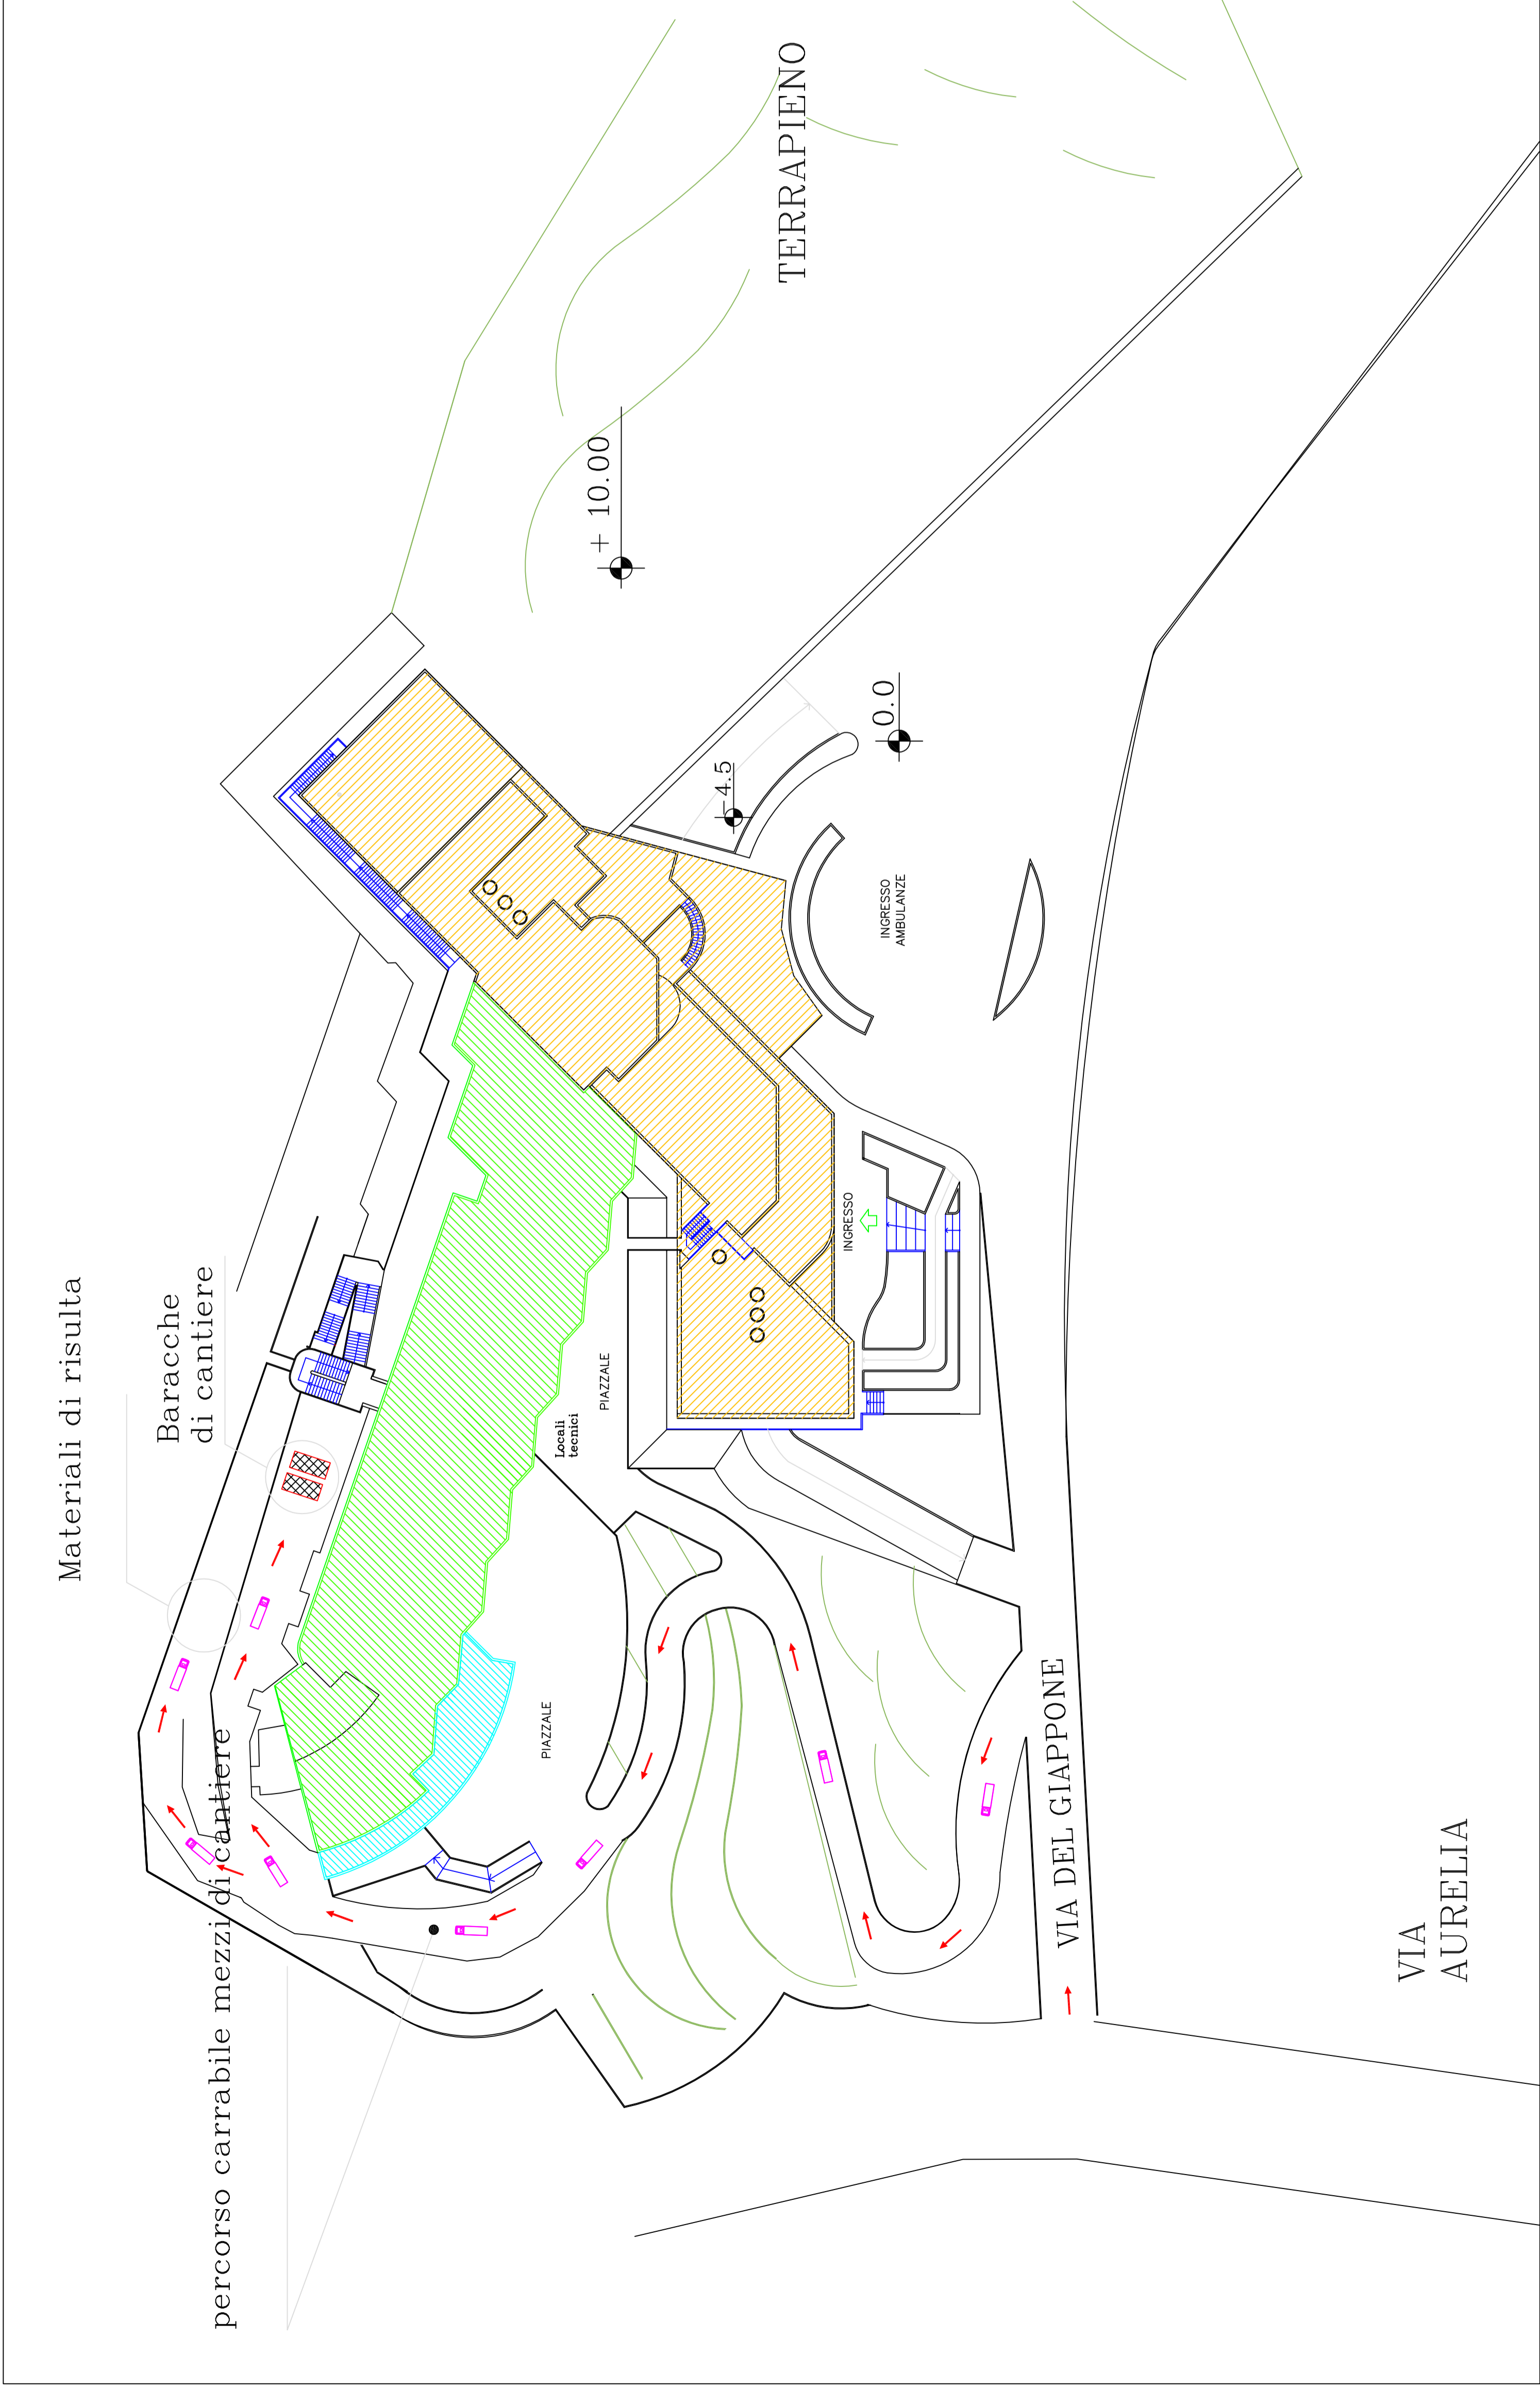 Materiali di risulta
Baracche
di cantiere
percorso carrabile mezzi di cantiere
TERRAPIENO
+ 10.00
-4.5
0.0
INGRESSO
AMBULANZE
INGRESSO
PIAZZALE
Locali
tecnici
PIAZZALE
VIA DEL GIAPPONE
VIA
AURELIA